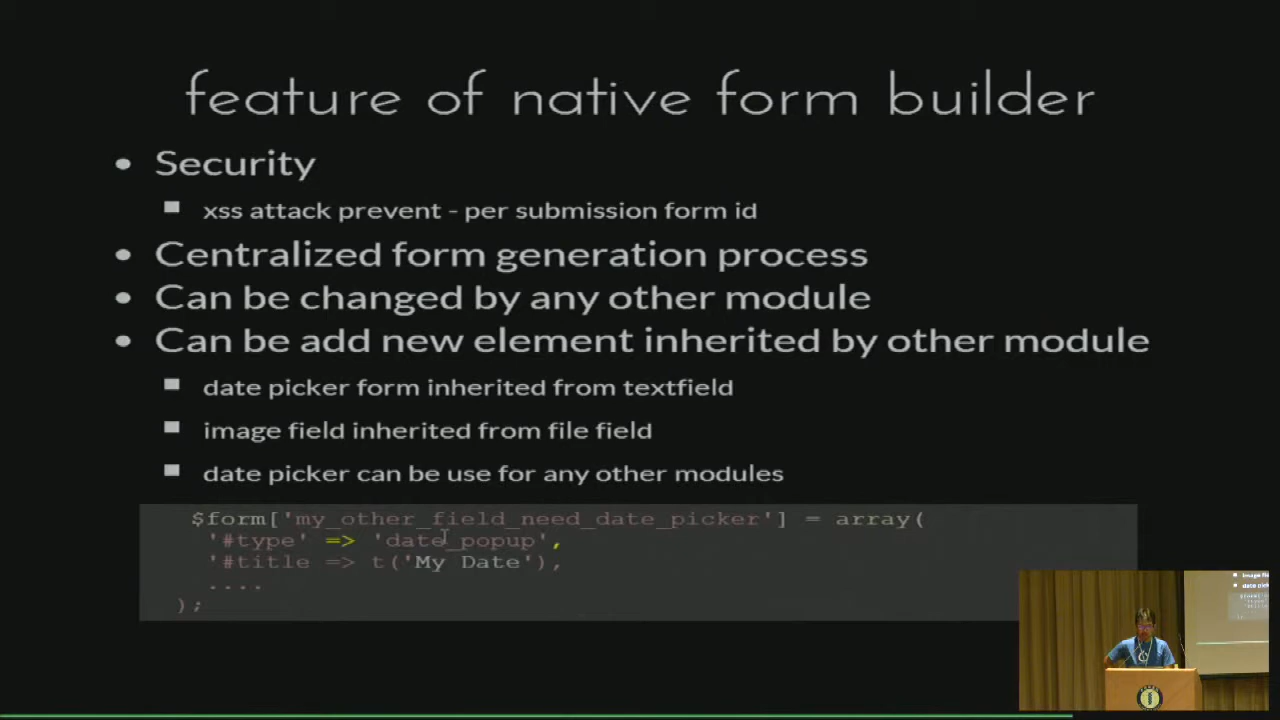 feature of native form builder
• Security
■ xss attack prevent - per submission form id
• Centralized form generation process
• Can be changed by any other module
• Can be add new element inherited by other module
■ date picker form inherited from textfield
■ image field inherited from file field
■ date picker can be use for any other modules
$form['my_other_field_need_date_picker'] = array(
'#type' => 'date_popup',
'#title => t('My Date'),
....
);